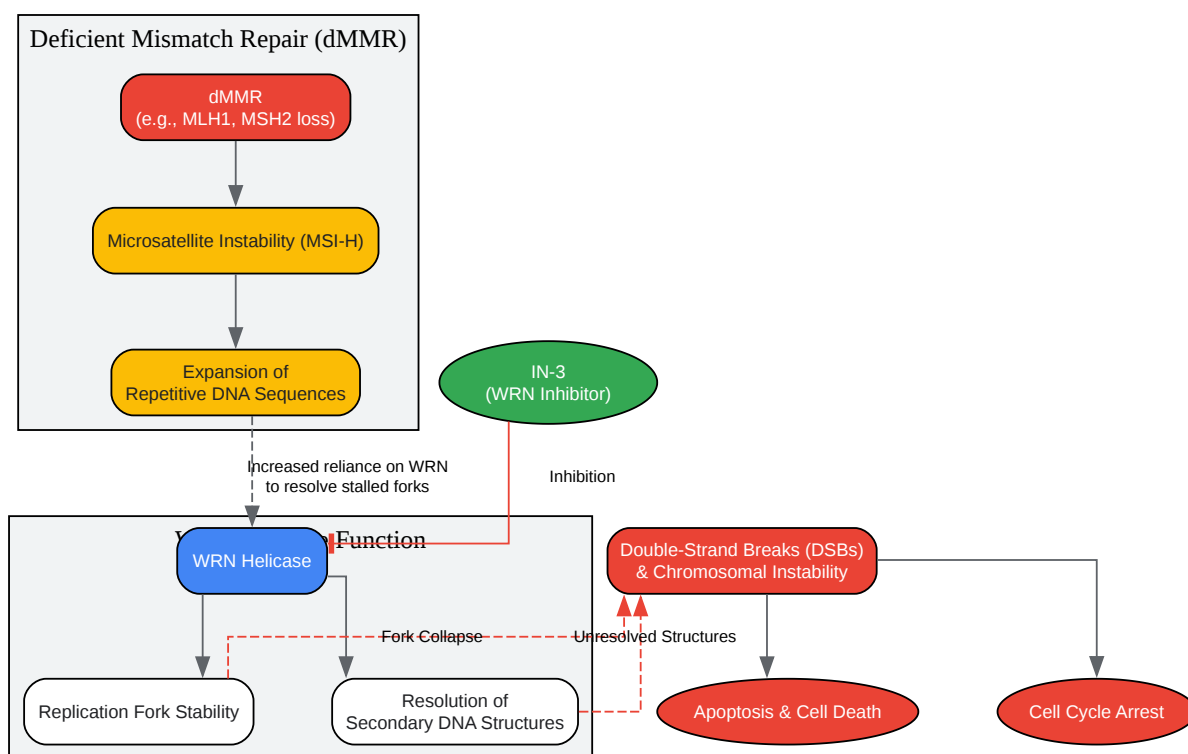 Deficient Mismatch Repair (dMMR)
dMMR
(e.g., MLH1, MSH2 loss)
Microsatellite Instability (MSI-H)
Expansion of
Repetitive DNA Sequences
IN-3
(WRN Inhibitor)
Increased reliance on WRN
to resolve stalled forks
Inhibition
Function
WRN Helicase
Double-Strand Breaks (DSBs)
& Chromosomal Instability
Fork Collapse
Unresolved Structures
Replication Fork Stability
Resolution of
Secondary DNA Structures
Apoptosis & Cell Death
Cell Cycle Arrest